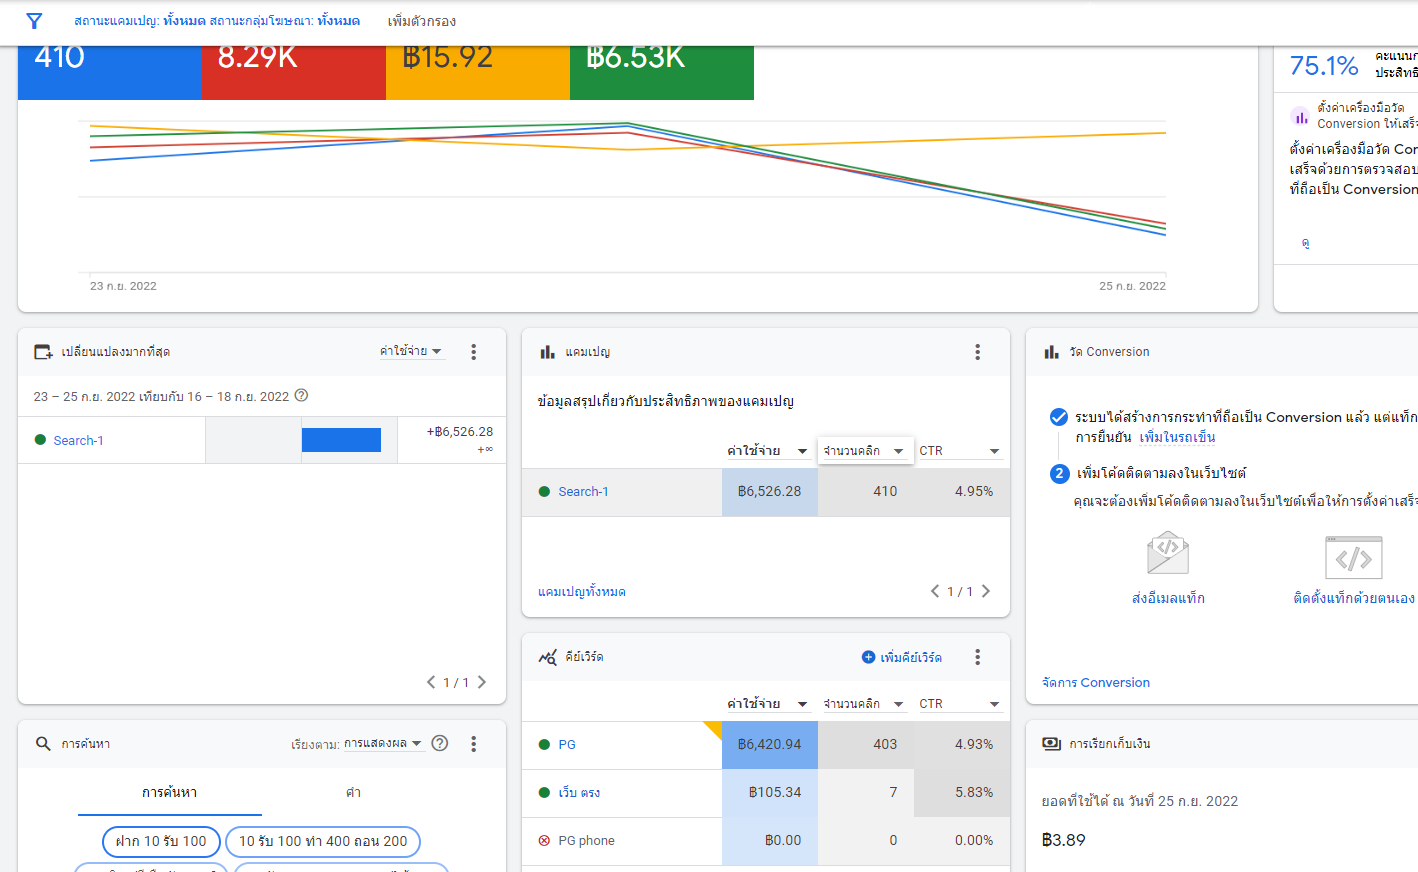 สถานะแคมเปญ: ทั้งหมด สถานะกลุ่มโฆษณา: ทั้งหมด เพิ่มตัวกรอง
410 8.29K ฿15.92 ฿6.53K
75.1%
ตั้งค่าเครื่องมือวัด
Conversion ให้เสร็จ
ตั้งค่าเครื่องมือวัด Con
เสร็จด้วยการตรวจสอบ
ที่ถือเป็น Conversion
ดู
23 ก.ย. 2022 25 ก.ย. 2022
เปลี่ยนแปลงมากที่สุด ค่าใช้จ่าย
23 – 25 ก.ย. 2022 เทียบกับ 16 – 18 ก.ย. 2022
Search-1 +฿6,526.28
+∞
1 / 1
แคมเปญ
ข้อมูลสรุปเกี่ยวกับประสิทธิภาพของแคมเปญ
ค่าใช้จ่าย จำนวนคลิก CTR
Search-1 ฿6,526.28 410 4.95%
แคมเปญทั้งหมด 1 / 1
วัด Conversion
ระบบได้สร้างการกระทำที่ถือเป็น Conversion แล้ว แต่แท็ก
การยืนยัน เพิ่มในรถเข็น
2 เพิ่มโค้ดติดตามลงในเว็บไซต์
คุณจะต้องเพิ่มโค้ดติดตามลงในเว็บไซต์เพื่อให้การตั้งค่าเสร็จ
ส่งอีเมลแท็ก ติดตั้งแท็กด้วยตนเอง
จัดการ Conversion
คีย์เวิร์ด เพิ่มคีย์เวิร์ด
ค่าใช้จ่าย จำนวนคลิก CTR
PG ฿6,420.94 403 4.93%
เว็บ ตรง ฿105.34 7 5.83%
PG phone ฿0.00 0 0.00%
การค้นหา เรียงตาม: การแสดงผล
การค้นหา คำ
ฝาก 10 รับ 100 10 รับ 100 ทํา 400 ถอน 200
การเรียกเก็บเงิน
ยอดที่ใช้ได้ ณ วันที่ 25 ก.ย. 2022
฿3.89